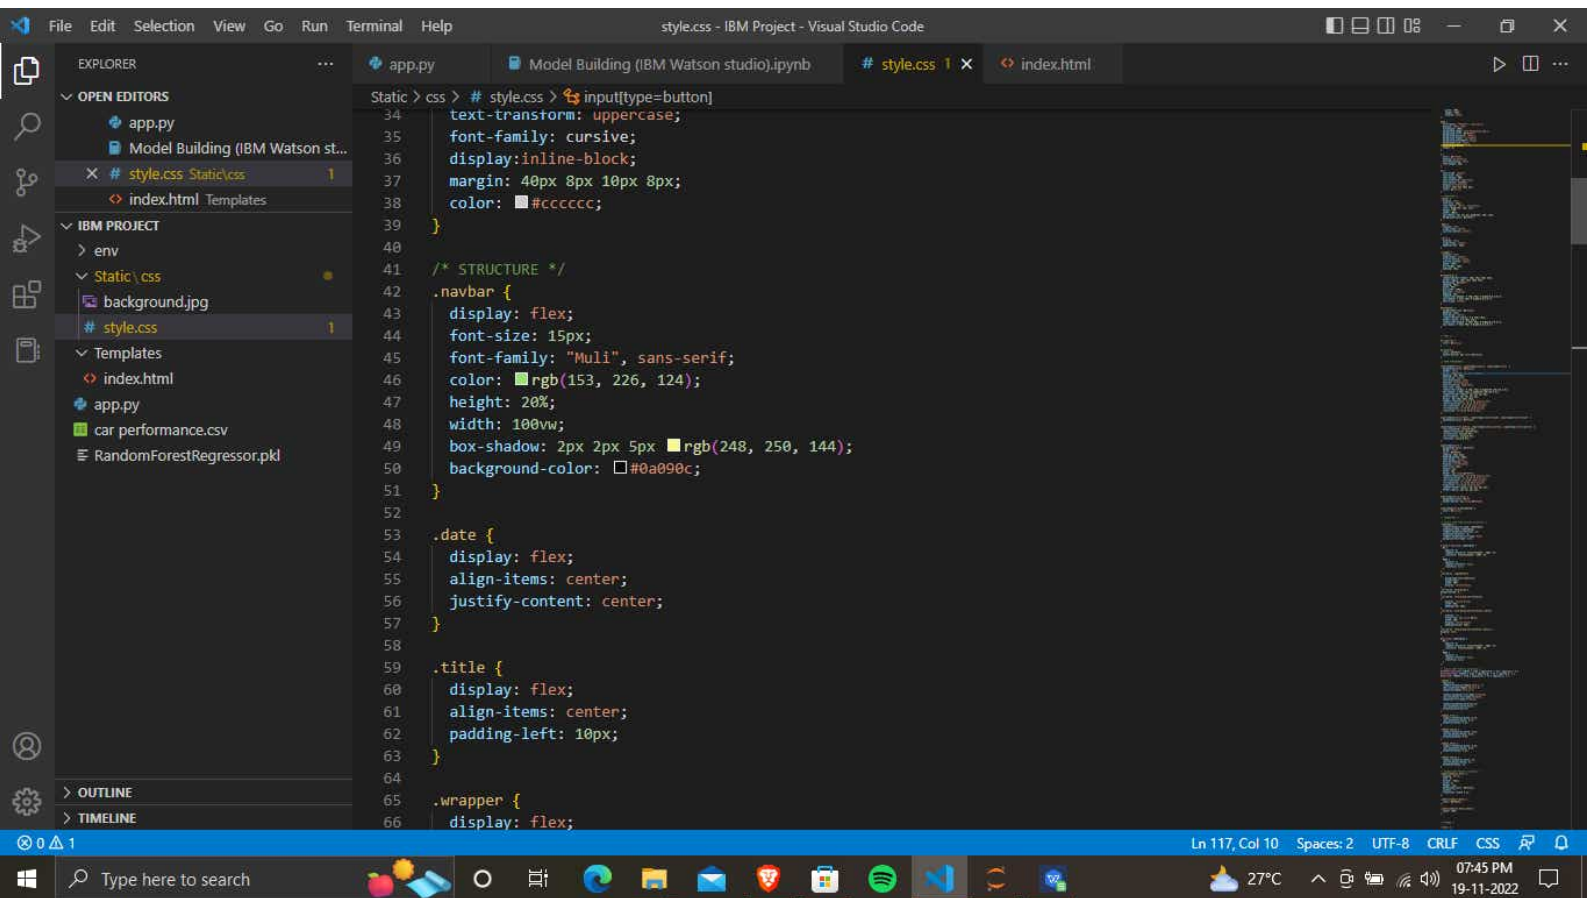 File Edit Selection View Go Run Terminal Help style.css - IBM Project - Visual Studio Code
EXPLORER
app.py Model Building (IBM Watson studio).ipynb # style.css 1 index.html
OPEN EDITORS
Static > css > # style.css > input[type=button]
app.py
Model Building (IBM Watson st...
# style.css Static\css 1
index.html Templates
IBM PROJECT
> env
Static\css
background.jpg
# style.css 1
Templates
index.html
app.py
car performance.csv
RandomForestRegressor.pkl
> OUTLINE
> TIMELINE
34 text-transform: uppercase;
35 font-family: cursive;
36 display:inline-block;
37 margin: 40px 8px 10px 8px;
38 color: #cccccc;
39 }
40
41 /* STRUCTURE */
42 .navbar {
43 display: flex;
44 font-size: 15px;
45 font-family: "Muli", sans-serif;
46 color: rgb(153, 226, 124);
47 height: 20%;
48 width: 100vw;
49 box-shadow: 2px 2px 5px rgb(248, 250, 144);
50 background-color: #0a090c;
51 }
52
53 .date {
54 display: flex;
55 align-items: center;
56 justify-content: center;
57 }
58
59 .title {
60 display: flex;
61 align-items: center;
62 padding-left: 10px;
63 }
64
65 .wrapper {
66 display: flex;
0 1 Ln 117, Col 10 Spaces: 2 UTF-8 CRLF CSS
Type here to search 27°C 07:45 PM
19-11-2022